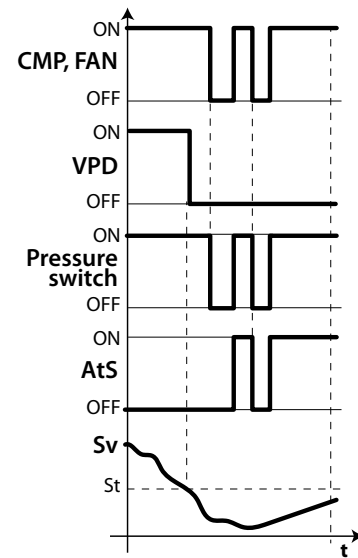 ON
CMP, FAN
OFF
ON
VPD
OFF
ON
Pressure
switch
OFF
ON
AtS
OFF
Sv
St
t